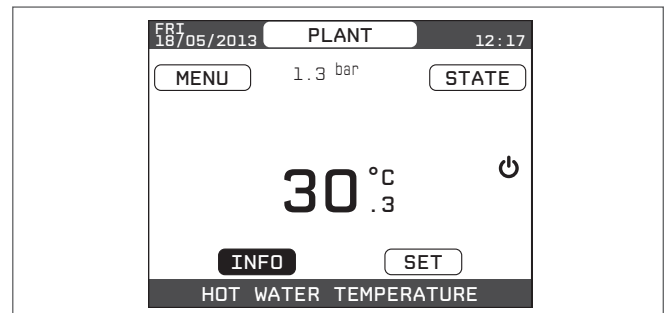 FRI
18/05/2013 PLANT 12:17
MENU 1.3 bar STATE
30 °C
.3
INFO SET
HOT WATER TEMPERATURE